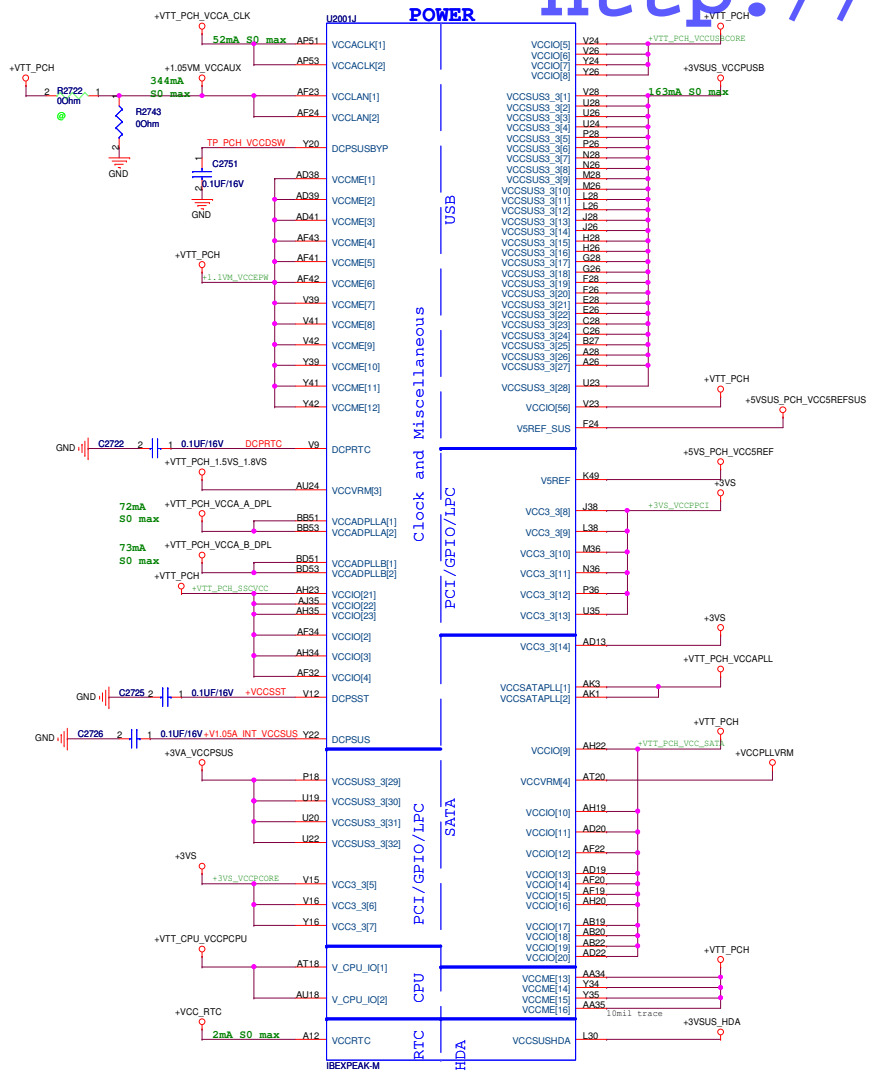 http://
POWER
U2001J
+VTT_PCH_VCCA_CLK
52mA S0 max
AP51 VCCACLK[1]
AP53 VCCACLK[2]
+VTT_PCH
+1.05VM_VCCAUX
R2722
2 1
0Ohm
@
344mA
S0 max
R2743
0Ohm
2
GND
AF23 VCCLAN[1]
AF24 VCCLAN[2]
TP_PCH_VCCDSW
Y20 DCPSUSBYP
1
C2751
0.1UF/16V
2
GND
AD38 VCCME[1]
AD39 VCCME[2]
AD41 VCCME[3]
AF43 VCCME[4]
AF41 VCCME[5]
+VTT_PCH
+1.1VM_VCCEPW
AF42 VCCME[6]
V39 VCCME[7]
V41 VCCME[8]
V42 VCCME[9]
Y39 VCCME[10]
Y41 VCCME[11]
Y42 VCCME[12]
GND C2722 2 1 0.1UF/16V DCPRTC V9 DCPRTC
+VTT_PCH_1.5VS_1.8VS
AU24 VCCVRM[3]
72mA
S0 max
+VTT_PCH_VCCA_A_DPL
BB51 VCCADPLLA[1]
BB53 VCCADPLLA[2]
73mA
S0 max
+VTT_PCH_VCCA_B_DPL
BD51 VCCADPLLB[1]
BD53 VCCADPLLB[2]
+VTT_PCH
+VTT_PCH_SSCVCC
AH23 VCCIO[21]
AJ35 VCCIO[22]
AH35 VCCIO[23]
AF34 VCCIO[2]
AH34 VCCIO[3]
AF32 VCCIO[4]
GND C2725 2 1 0.1UF/16V +VCCSST V12 DCPSST
GND C2726 2 1 0.1UF/16V +V1.05A_INT_VCCSUS Y22 DCPSUS
+3VA_VCCPSUS
P18 VCCSUS3_3[29]
U19 VCCSUS3_3[30]
U20 VCCSUS3_3[31]
U22 VCCSUS3_3[32]
+3VS
+3VS_VCCPCORE
V15 VCC3_3[5]
V16 VCC3_3[6]
Y16 VCC3_3[7]
+VTT_CPU_VCCPCPU
AT18 V_CPU_IO[1]
AU18 V_CPU_IO[2]
+VCC_RTC
2mA S0 max
A12 VCCRTC
IBEXPEAK-M
Clock and Miscellaneous
PCI/GPIO/LPC
CPU
RTC
USB
PCI/GPIO/LPC
SATA
HDA
+VTT_PCH
+VTT_PCH_VCCUSBCORE
VCCIO[5] V24
VCCIO[6] V26
VCCIO[7] Y24
VCCIO[8] Y26
+3VSUS_VCCPUSB
163mA S0 max
VCCSUS3_3[1] V28
VCCSUS3_3[2] U28
VCCSUS3_3[3] U26
VCCSUS3_3[4] U24
VCCSUS3_3[5] P28
VCCSUS3_3[6] P26
VCCSUS3_3[7] N28
VCCSUS3_3[8] N26
VCCSUS3_3[9] M28
VCCSUS3_3[10] M26
VCCSUS3_3[11] L28
VCCSUS3_3[12] L26
VCCSUS3_3[13] J28
VCCSUS3_3[14] J26
VCCSUS3_3[15] H28
VCCSUS3_3[16] H26
VCCSUS3_3[17] G28
VCCSUS3_3[18] G26
VCCSUS3_3[19] F28
VCCSUS3_3[20] F26
VCCSUS3_3[21] E28
VCCSUS3_3[22] E26
VCCSUS3_3[23] C28
VCCSUS3_3[24] C26
VCCSUS3_3[25] B27
VCCSUS3_3[26] A28
VCCSUS3_3[27] A26
VCCSUS3_3[28] U23
+VTT_PCH
VCCIO[56] V23
+5VSUS_PCH_VCC5REFSUS
V5REF_SUS F24
+5VS_PCH_VCC5REF
V5REF K49
+3VS
+3VS_VCCPPCI
VCC3_3[8] J38
VCC3_3[9] L38
VCC3_3[10] M36
VCC3_3[11] N36
VCC3_3[12] P36
VCC3_3[13] U35
+3VS
VCC3_3[14] AD13
+VTT_PCH_VCCAPLL
VCCSATAPLL[1] AK3
VCCSATAPLL[2] AK1
+VTT_PCH
+VTT_PCH_VCC_SATA
VCCIO[9] AH22
+VCCPLLVRM
VCCVRM[4] AT20
VCCIO[10] AH19
VCCIO[11] AD20
VCCIO[12] AF22
VCCIO[13] AD19
VCCIO[14] AF20
VCCIO[15] AF19
VCCIO[16] AH20
VCCIO[17] AB19
VCCIO[18] AB20
VCCIO[19] AB22
VCCIO[20] AD22
+VTT_PCH
VCCME[13] AA34
VCCME[14] Y34
VCCME[15] Y35
VCCME[16] AA35
10mil trace
+3VSUS_HDA
VCCSUSHDA L30